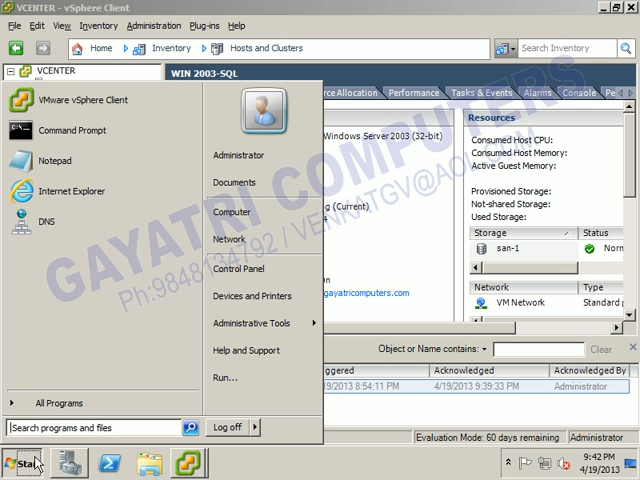 VCENTER - vSphere Client
File Edit View Inventory Administration Plug-ins Help
Home Inventory Hosts and Clusters Search Inventory
VCENTER
WIN 2003-SQL
Performance Tasks & Events Alarms Console
VMware vSphere Client
Command Prompt
Notepad
Internet Explorer
DNS
Administrator
Documents
Computer
Network
Control Panel
Devices and Printers
Administrative Tools
Help and Support
Run...
All Programs
Search programs and files
Log off
Windows Server 2003 (32-bit)
(Current)
gayatricomputers.com
Resources
Consumed Host CPU:
Consumed Host Memory:
Active Guest Memory:
Provisioned Storage:
Not-shared Storage:
Used Storage:
Storage Status
san-1
Network Type
VM Network Standard
Object or Name contains: Clear
Acknowledged Acknowledged By
2013 8:54:11 PM 4/19/2013 9:39:33 PM Administrator
Evaluation Mode: 60 days remaining Administrator
Start
9:42 PM
4/19/2013
GAYATRI COMPUTERS
Ph:9848134792 / VENKATGV@AOL.COM